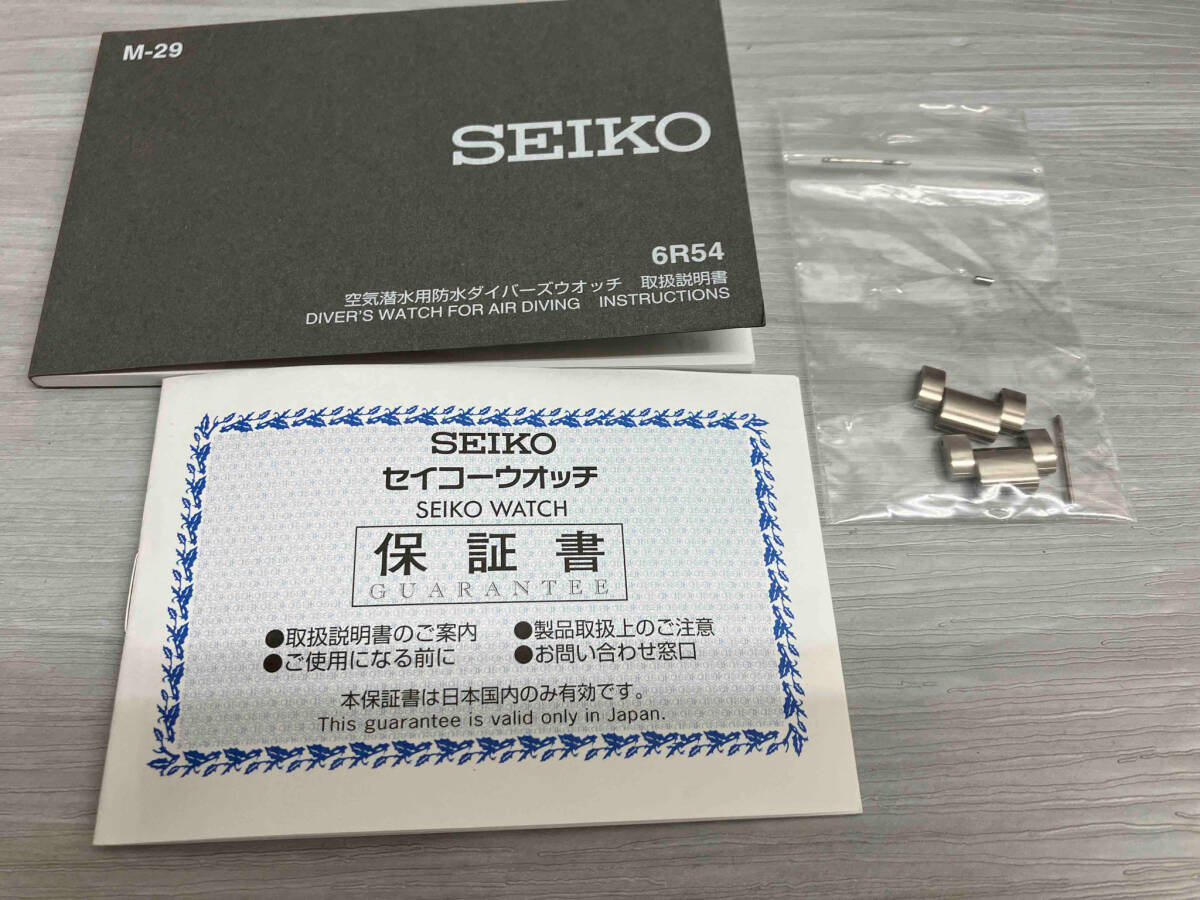 M-29
SEIKO
6R54
空気潜水用防水ダイバーズウオッチ 取扱説明書
DIVER'S WATCH FOR AIR DIVING INSTRUCTIONS
SEIKO
セイコーウオッチ
SEIKO WATCH
保証書
GUARANTEE
●取扱説明書のご案内 ●製品取扱上のご注意
●ご使用になる前に ●お問い合わせ窓口
本保証書は日本国内のみ有効です。
This guarantee is valid only in Japan.